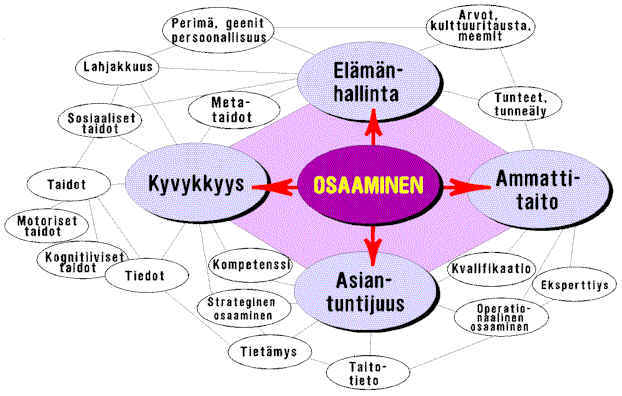 Perimä, geenit
persoonallisuus
Arvot,
kulttuuritausta,
meemit
Lahjakkuus
Elämän-
hallinta
Meta-
taidot
Tunteet,
tunneäly
Sosiaaliset
taidot
Taidot
Kyvykkyys
OSAAMINEN
Ammatti-
taito
Motoriset
taidot
Kognitiiviset
taidot
Tiedot
Kompetenssi
Asian-
tuntijuus
Kvalifikaatio
Eksperttiys
Strateginen
osaaminen
Operatio-
naalinen
osaaminen
Tietämys
Taito-
tieto